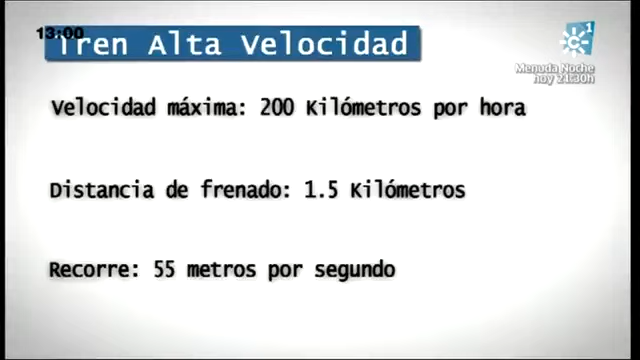 13:00
Tren Alta Velocidad
1
Menuda Noche
hoy 21:30h
Velocidad máxima: 200 Kilómetros por hora
Distancia de frenado: 1.5 Kilómetros
Recorre: 55 metros por segundo